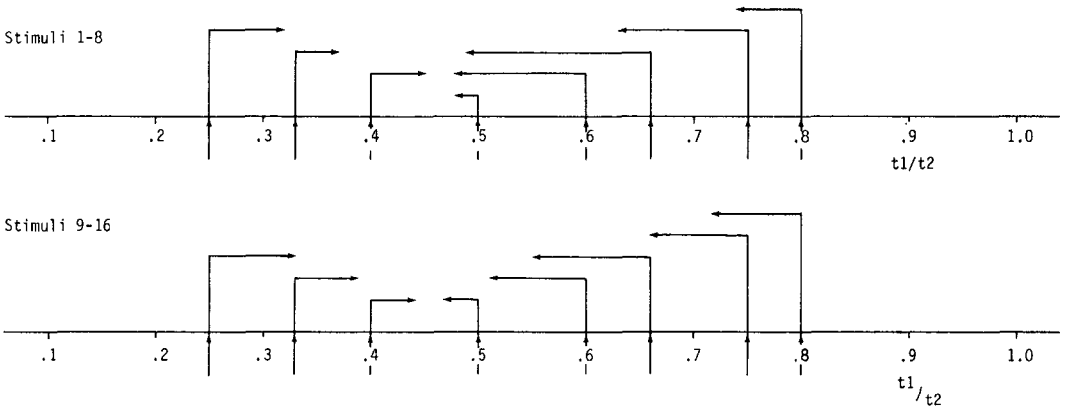 Stimuli 1-8
.1 .2 .3 .4 .5 .6 .7 .8 .9 1.0
t1/t2
Stimuli 9-16
.1 .2 .3 .4 .5 .6 .7 .8 .9 1.0
t1/t2